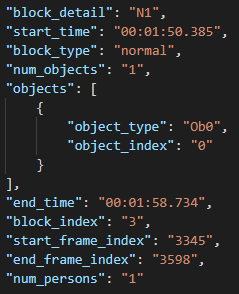 "block_detail": "N1",
"start_time": "00:01:50.385",
"block_type": "normal",
"num_objects": "1",
"objects": [
    {
        "object_type": "Ob0",
        "object_index": "0"
    }
],
"end_time": "00:01:58.734",
"block_index": "3",
"start_frame_index": "3345",
"end_frame_index": "3598",
"num_persons": "1"